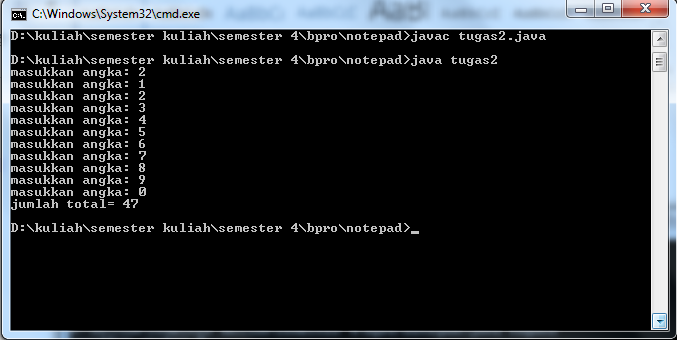 C:\Windows\System32\cmd.exe
D:\kuliah\semester kuliah\semester 4\bpro\notepad>javac tugas2.java
D:\kuliah\semester kuliah\semester 4\bpro\notepad>java tugas2
masukkan angka: 2
masukkan angka: 1
masukkan angka: 2
masukkan angka: 3
masukkan angka: 4
masukkan angka: 5
masukkan angka: 6
masukkan angka: 7
masukkan angka: 8
masukkan angka: 9
masukkan angka: 0
jumlah total= 47
D:\kuliah\semester kuliah\semester 4\bpro\notepad>_